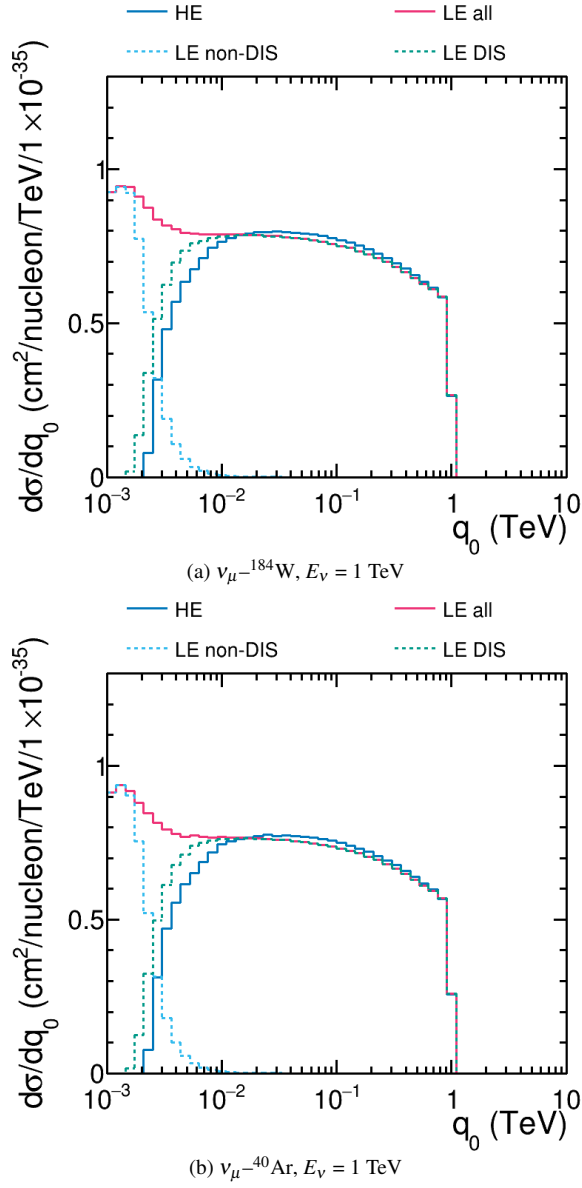 HE LE all
LE non-DIS LE DIS
dσ/dq₀ (cm²/nucleon/TeV/1 ×10⁻³⁵)
1
0.5
0
10⁻³ 10⁻² 10⁻¹ 1 10
q₀ (TeV)
(a) νμ–¹⁸⁴W, Eν = 1 TeV
HE LE all
LE non-DIS LE DIS
dσ/dq₀ (cm²/nucleon/TeV/1 ×10⁻³⁵)
1
0.5
0
10⁻³ 10⁻² 10⁻¹ 1 10
q₀ (TeV)
(b) νμ–⁴⁰Ar, Eν = 1 TeV